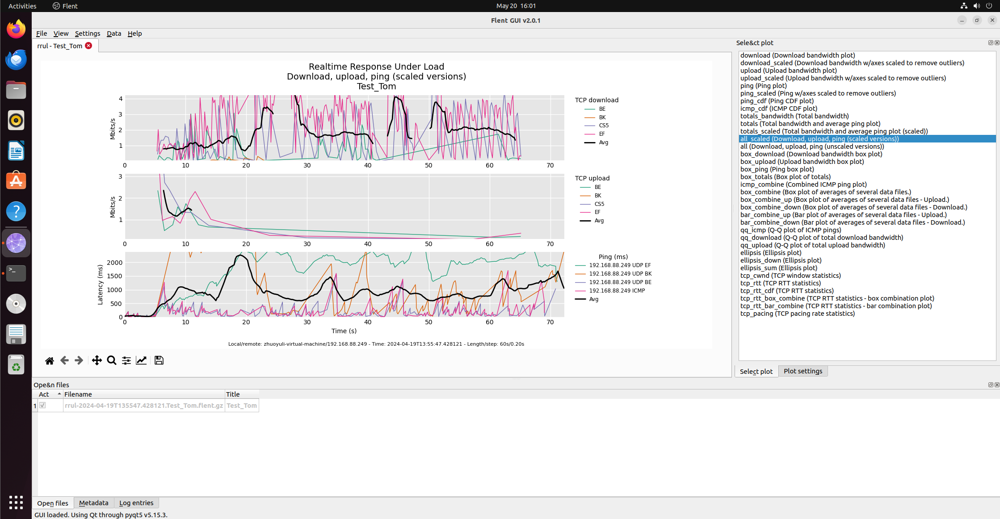 Activities
Flent
May 20 16:01
Flent GUI v2.0.1
File View Settings Data Help
rrul - Test_Tom
Realtime Response Under Load
Download, upload, ping (scaled versions)
Test_Tom
4
3
2
1
Mbits/s
0 10 20 30 40 50 60 70
TCP download
BE
BK
CS5
EF
Avg
3
2
1
Mbits/s
0 10 20 30 40 50 60 70
TCP upload
BE
BK
CS5
EF
Avg
2000
1500
1000
500
0
Latency (ms)
0 10 20 30 40 50 60 70
Time (s)
Ping (ms)
192.168.88.249 UDP EF
192.168.88.249 UDP BK
192.168.88.249 UDP BE
192.168.88.249 ICMP
Avg
Local/remote: zhuoyuli-virtual-machine/192.168.88.249 - Time: 2024-04-19T13:55:47.428121 - Length/step: 60s/0.20s
Sele&ct plot
download (Download bandwidth plot)
download_scaled (Download bandwidth w/axes scaled to remove outliers)
upload (Upload bandwidth plot)
upload_scaled (Upload bandwidth w/axes scaled to remove outliers)
ping (Ping plot)
ping_scaled (Ping w/axes scaled to remove outliers)
ping_cdf (Ping CDF plot)
icmp_cdf (ICMP CDF plot)
totals_bandwidth (Total bandwidth)
totals (Total bandwidth and average ping plot)
totals_scaled (Total bandwidth and average ping plot (scaled))
all_scaled (Download, upload, ping (scaled versions))
all (Download, upload, ping (unscaled versions))
box_download (Download bandwidth box plot)
box_upload (Upload bandwidth box plot)
box_ping (Ping box plot)
box_totals (Box plot of totals)
icmp_combine (Combined ICMP ping plot)
box_combine (Box plot of averages of several data files.)
box_combine_up (Box plot of averages of several data files - Upload.)
box_combine_down (Box plot of averages of several data files - Download.)
bar_combine_up (Bar plot of averages of several data files - Upload.)
bar_combine_down (Bar plot of averages of several data files - Download.)
qq_icmp (Q-Q plot of ICMP pings)
qq_download (Q-Q plot of total download bandwidth)
qq_upload (Q-Q plot of total upload bandwidth)
ellipsis (Ellipsis plot)
ellipsis_down (Ellipsis plot)
ellipsis_sum (Ellipsis plot)
tcp_cwnd (TCP window statistics)
tcp_rtt (TCP RTT statistics)
tcp_rtt_cdf (TCP RTT statistics)
tcp_rtt_box_combine (TCP RTT statistics - box combination plot)
tcp_rtt_bar_combine (TCP RTT statistics - bar combination plot)
tcp_pacing (TCP pacing rate statistics)
Select plot
Plot settings
Ope&n files
Act Filename Title
1 rrul-2024-04-19T135547.428121.Test_Tom.flent.gz Test_Tom
Open files
Metadata
Log entries
GUI loaded. Using Qt through pyqt5 v5.15.3.